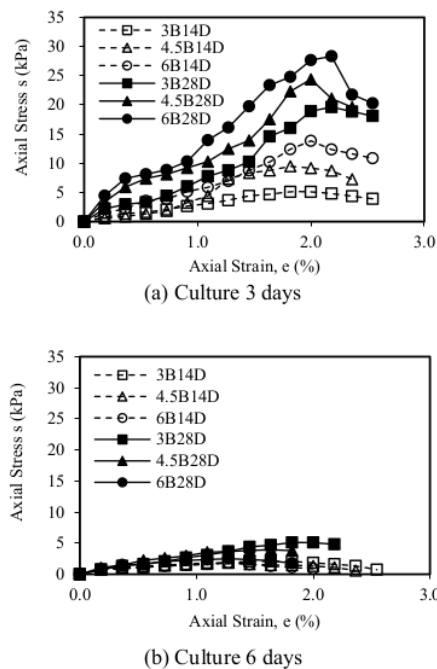 35
30
25
20
15
10
5
0
Axial Stress s (kPa)
3B14D
4.5B14D
6B14D
3B28D
4.5B28D
6B28D
0.0 1.0 2.0 3.0
Axial Strain, e (%)
(a) Culture 3 days
35
30
25
20
15
10
5
0
Axial Stress s (kPa)
3B14D
4.5B14D
6B14D
3B28D
4.5B28D
6B28D
0.0 1.0 2.0 3.0
Axial Strain, e (%)
(b) Culture 6 days